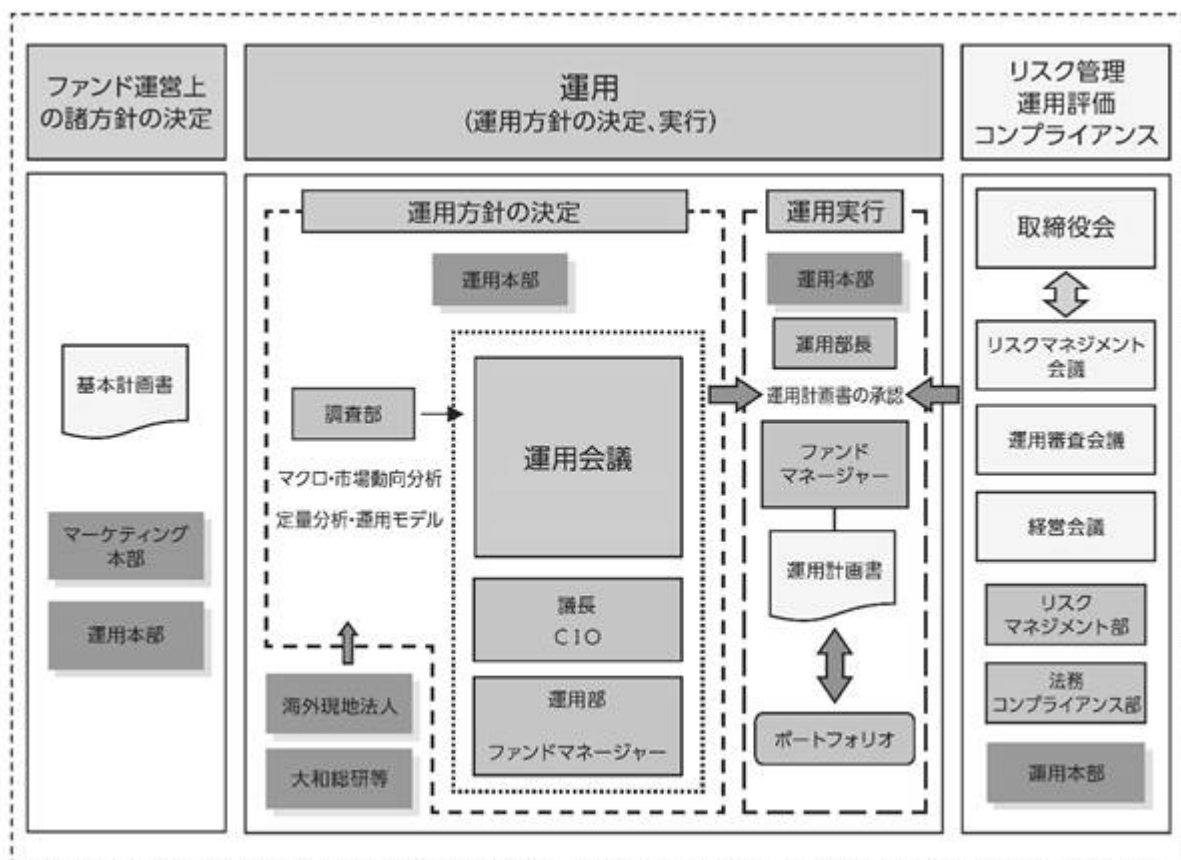 ファンド運営上
の諸方針の決定
運用
(運用方針の決定、実行)
リスク管理
運用評価
コンプライアンス
基本計画書
マーケティング
本部
運用本部
運用方針の決定
運用本部
調査部
マクロ・市場動向分析
定量分析・運用モデル
海外現地法人
大和総研等
運用会議
議長
CIO
運用部
ファンドマネージャー
運用実行
運用本部
運用部長
運用計画書の承認
ファンド
マネージャー
運用計画書
ポートフォリオ
取締役会
リスクマネジメント
会議
運用審査会議
経営会議
リスク
マネジメント部
法務
コンプライアンス部
運用本部